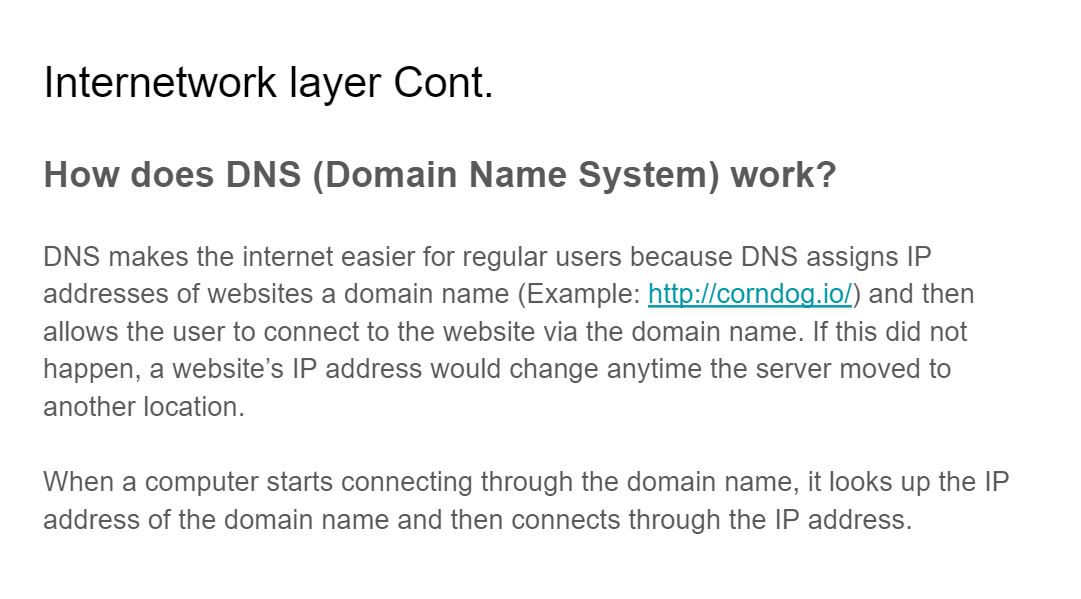 Internetwork layer Cont.
How does DNS (Domain Name System) work?
DNS makes the internet easier for regular users because DNS assigns IP
addresses of websites a domain name (Example: http://corndog.io/) and then
allows the user to connect to the website via the domain name. If this did not
happen, a website’s IP address would change anytime the server moved to
another location.
When a computer starts connecting through the domain name, it looks up the IP
address of the domain name and then connects through the IP address.